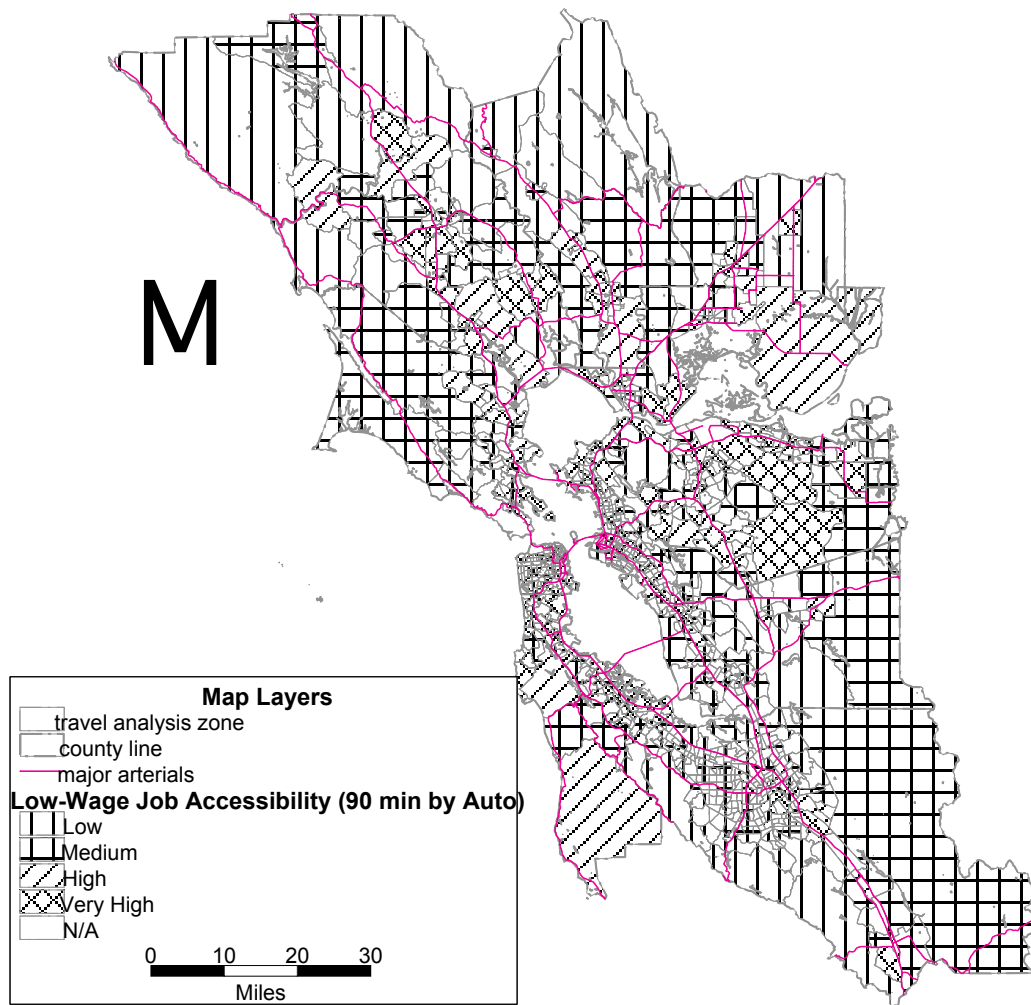 M
Map Layers
travel analysis zone
county line
major arterials
Low-Wage Job Accessibility (90 min by Auto)
Low
Medium
High
Very High
N/A
0 10 20 30
Miles